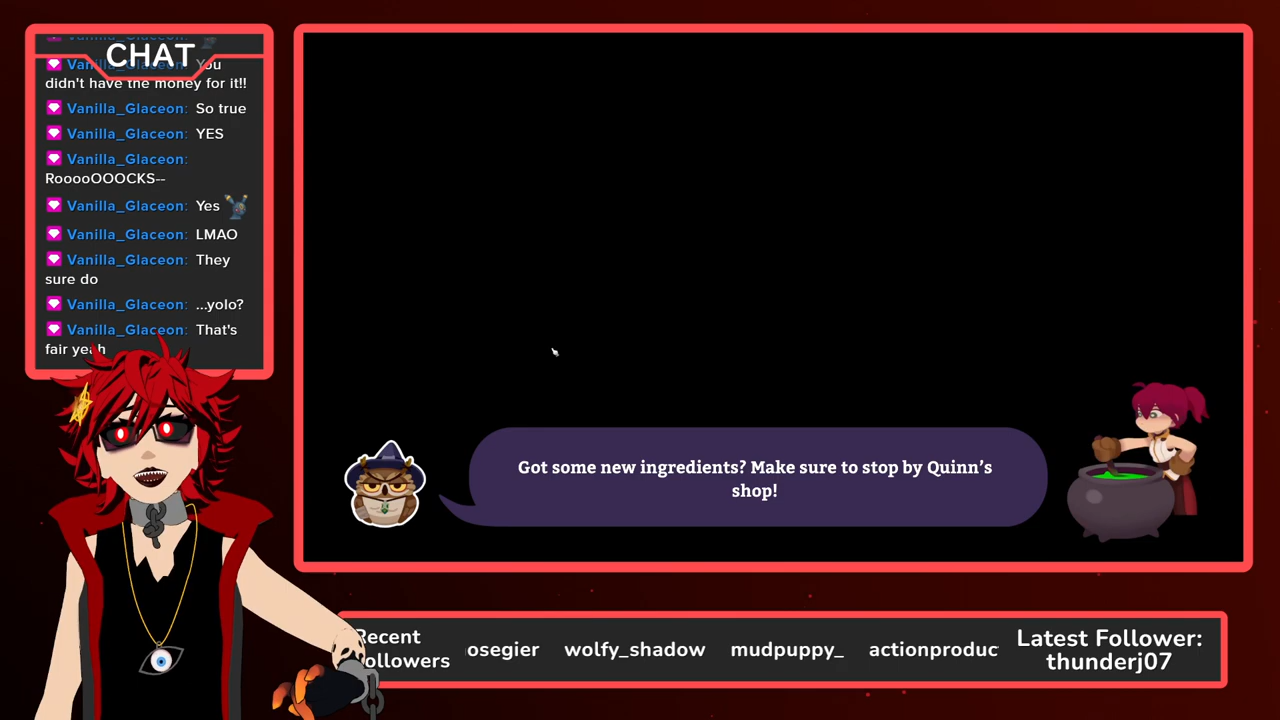 CHAT
Vanilla_Glaceon: You
didn't have the money for it!!
Vanilla_Glaceon: So true
Vanilla_Glaceon: YES
Vanilla_Glaceon:
RooooOOOCKS--
Vanilla_Glaceon: Yes
Vanilla_Glaceon: LMAO
Vanilla_Glaceon: They
sure do
Vanilla_Glaceon: ...yolo?
Vanilla_Glaceon: That's
fair yeah
Got some new ingredients? Make sure to stop by Quinn's
shop!
Recent
Followers
osegier wolfy_shadow mudpuppy_ actionproduc
Latest Follower:
thunderj07